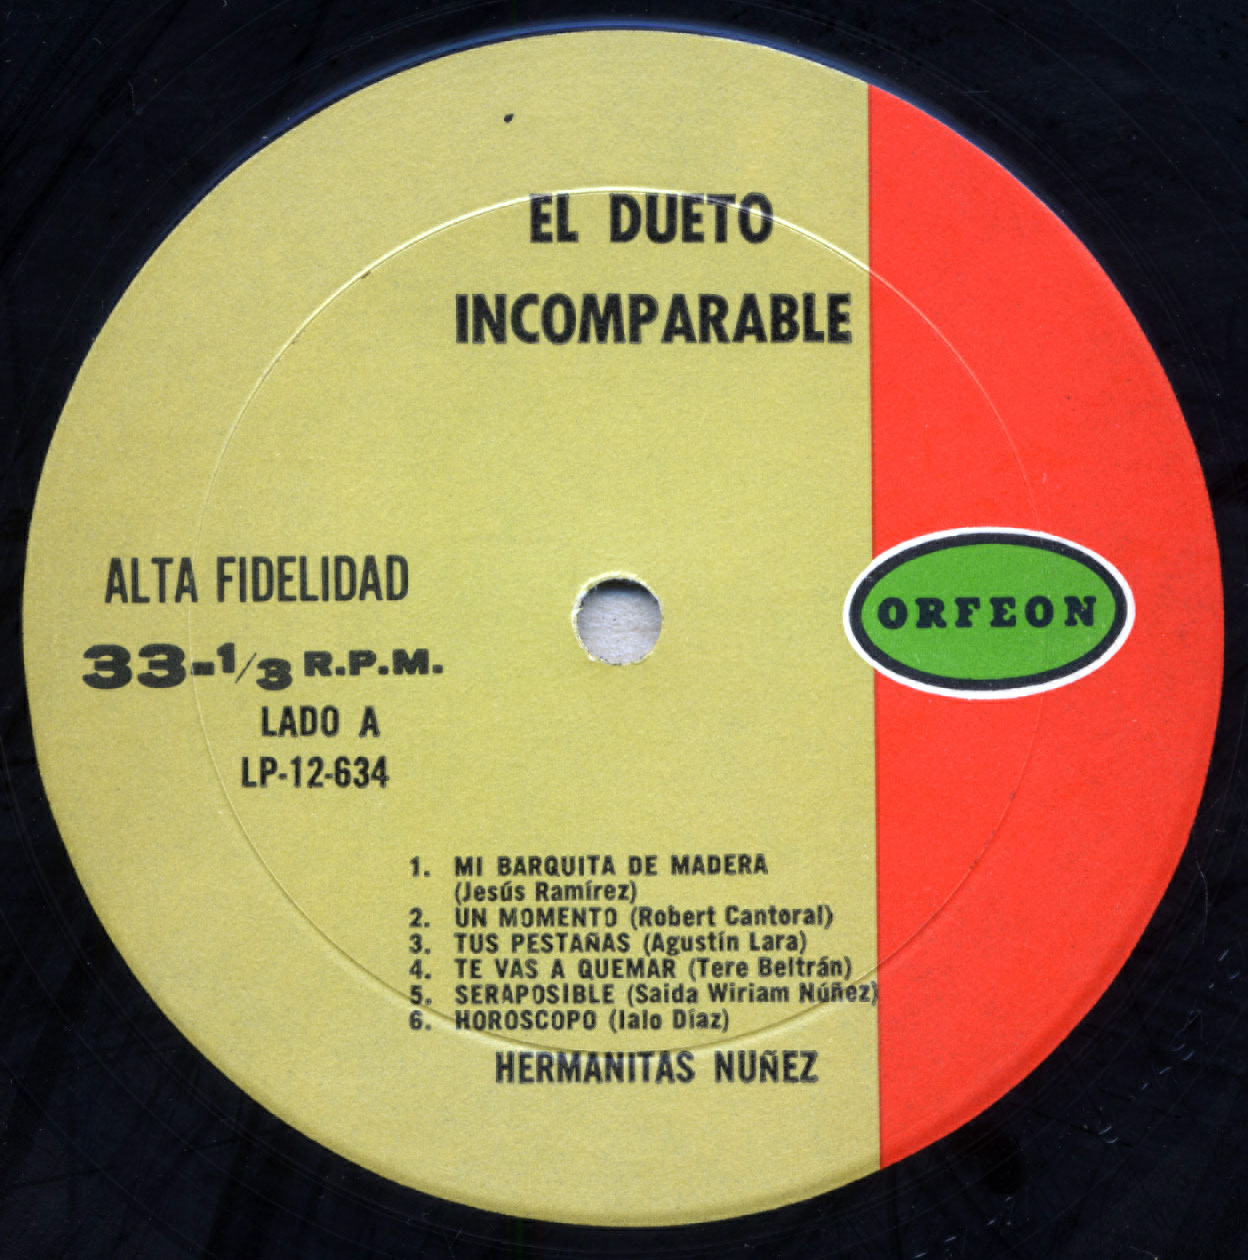 EL DUETO
INCOMPARABLE
ALTA FIDELIDAD
33-1/3 R.P.M.
LADO A
LP-12-634
ORFEON
1. MI BARQUITA DE MADERA
(Jesús Ramírez)
2. UN MOMENTO (Robert Cantoral)
3. TUS PESTAÑAS (Agustín Lara)
4. TE VAS A QUEMAR (Tere Beltrán)
5. SERAPOSIBLE (Saida Wiriam Núñez)
6. HOROSCOPO (lalo Díaz)
HERMANITAS NUÑEZ